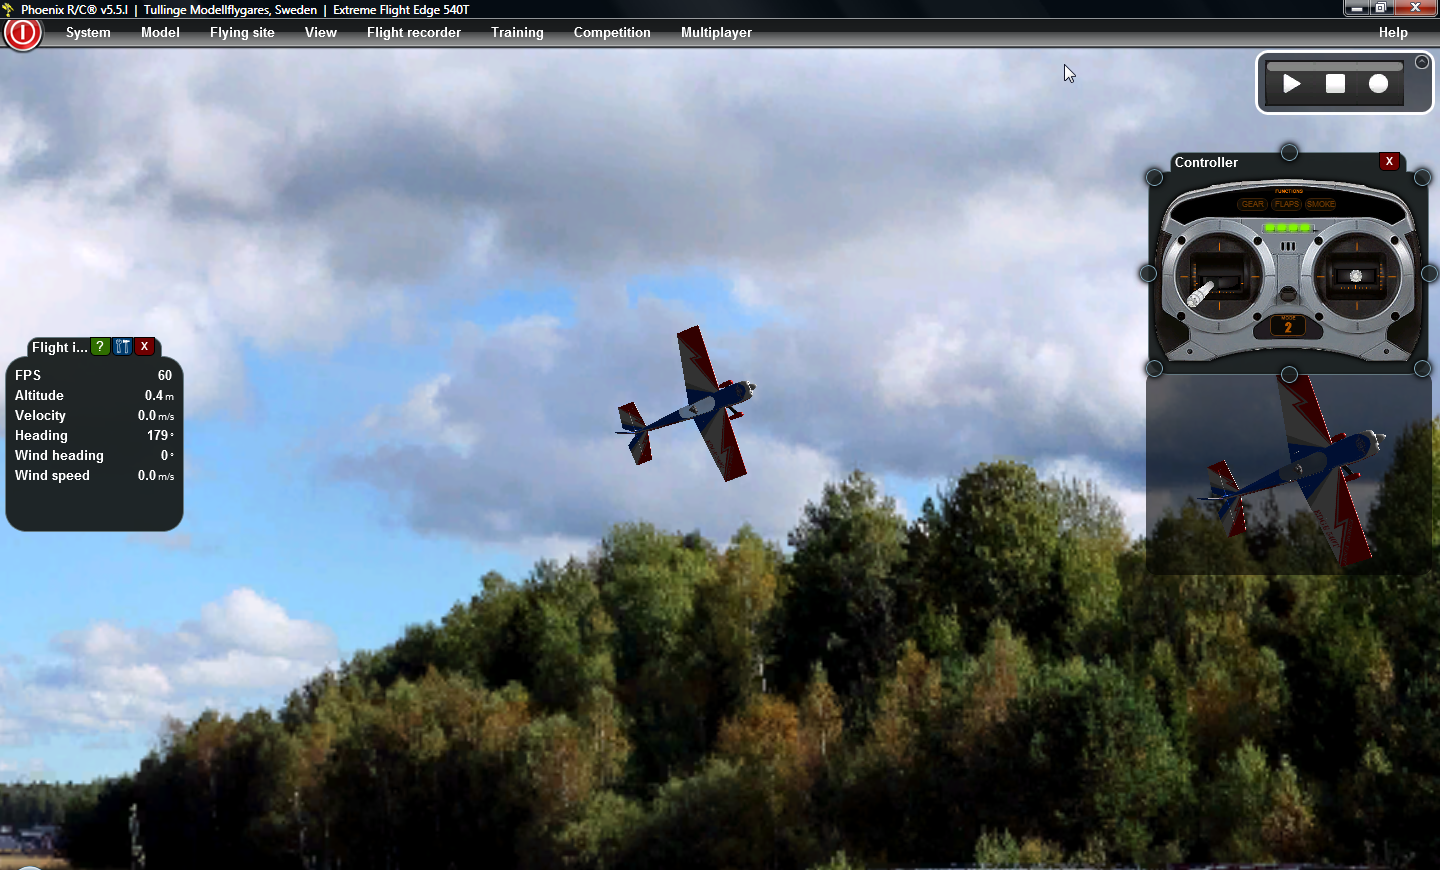 Phoenix R/C® v5.5.l | Tullinge Modellflygares, Sweden | Extreme Flight Edge 540T
System Model Flying site View Flight recorder Training Competition Multiplayer Help
Controller
FUNCTIONS
GEAR FLAPS SMOKE
MODE
2
Flight i... ? X
FPS 60
Altitude 0.4 m
Velocity 0.0 m/s
Heading 179 °
Wind heading 0 °
Wind speed 0.0 m/s